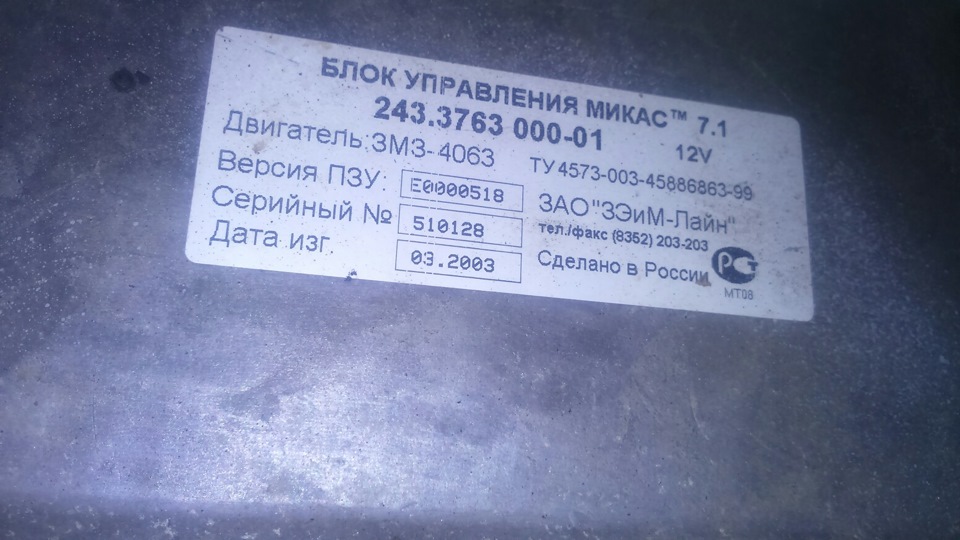 БЛОК УПРАВЛЕНИЯ МИКАС™ 7.1
243.3763 000-01 12V
Двигатель:ЗМЗ-4063 ТУ 4573-003-45886863-99
Версия ПЗУ: E0000518 ЗАО"ЗЭиМ-Лайн"
Серийный № 510128 тел./факс (8352) 203-203
Дата изг 03.2003 Сделано в России
РСТ
МТ08